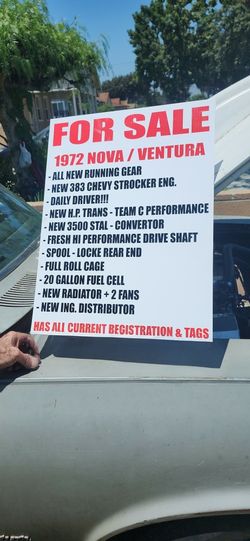 FOR SALE
1972 NOVA / VENTURA
- ALL NEW RUNNING GEAR
- NEW 383 CHEVY STROCKER ENG.
- DAILY DRIVER!!!
- NEW H.P. TRANS - TEAM C PERFORMANCE
- NEW 3500 STAL - CONVERTOR
- FRESH HI PERFORMANCE DRIVE SHAFT
- SPOOL - LOCKE REAR END
- FULL ROLL CAGE
- 20 GALLON FUEL CELL
- NEW RADIATOR + 2 FANS
- NEW ING. DISTRIBUTOR
HAS ALL CURRENT BEGISTRATION & TAGS